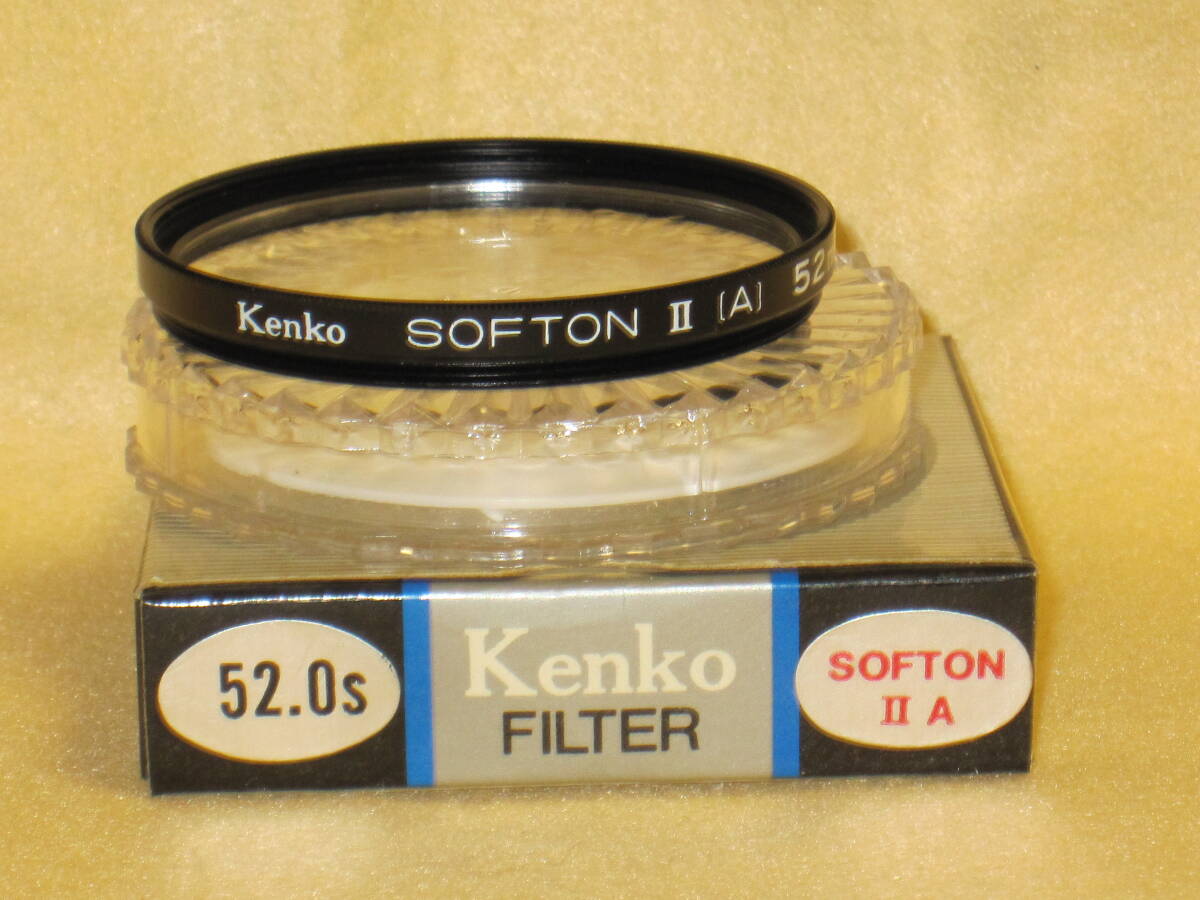 Kenko SOFTON II (A) 52
52.0s
Kenko
FILTER
SOFTON
II A